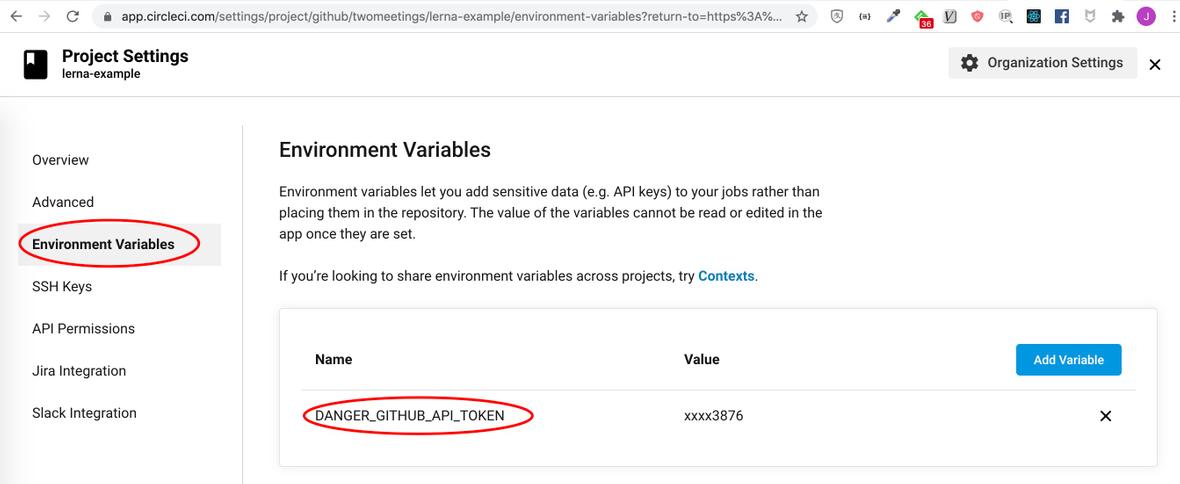 app.circleci.com/settings/project/github/twomeetings/lerna-example/environment-variables?return-to=https%3A%...
36
J
Project Settings
lerna-example
Organization Settings
Overview
Advanced
Environment Variables
SSH Keys
API Permissions
Jira Integration
Slack Integration
Environment Variables
Environment variables let you add sensitive data (e.g. API keys) to your jobs rather than
placing them in the repository. The value of the variables cannot be read or edited in the
app once they are set.
If you’re looking to share environment variables across projects, try Contexts.
Name Value Add Variable
DANGER_GITHUB_API_TOKEN xxxx3876